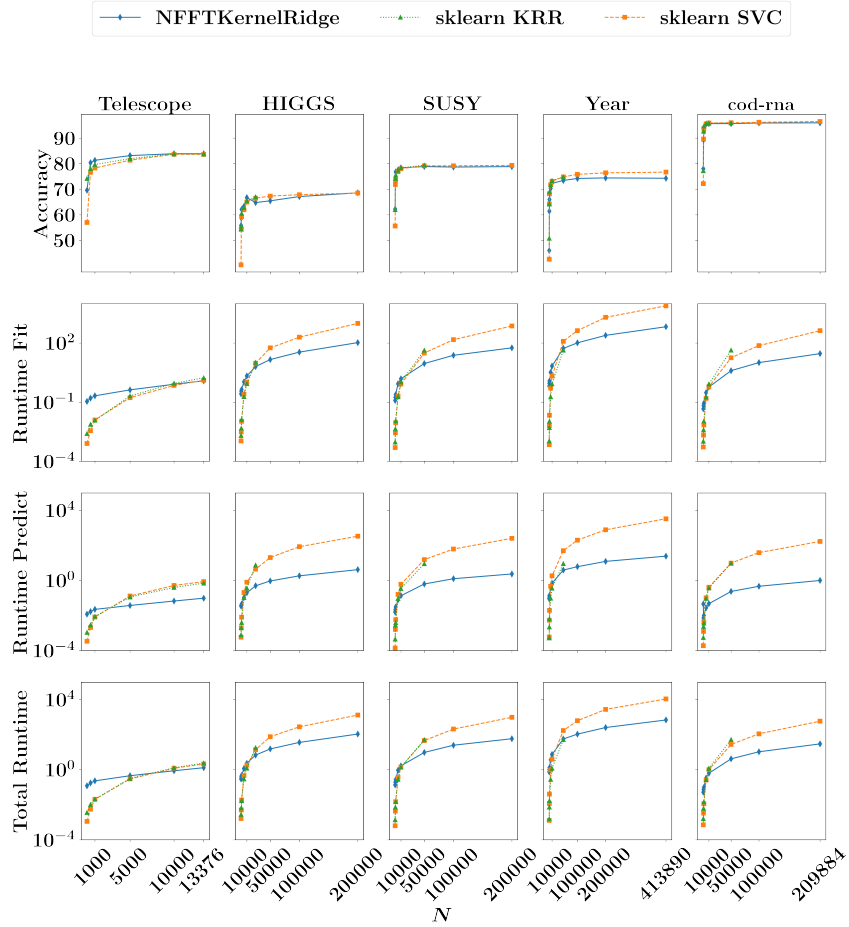 NFFTKernelRidge sklearn KRR sklearn SVC
Telescope HIGGS SUSY Year cod-rna
Accuracy
90
80
70
60
50
Runtime Fit
10^2
10^-1
10^-4
Runtime Predict
10^4
10^0
10^-4
Total Runtime
10^4
10^0
10^-4
1000 5000 10000 13376 10000 50000 100000 200000 10000 50000 100000 200000 10000 100000 200000 413890 10000 50000 100000 209884
N